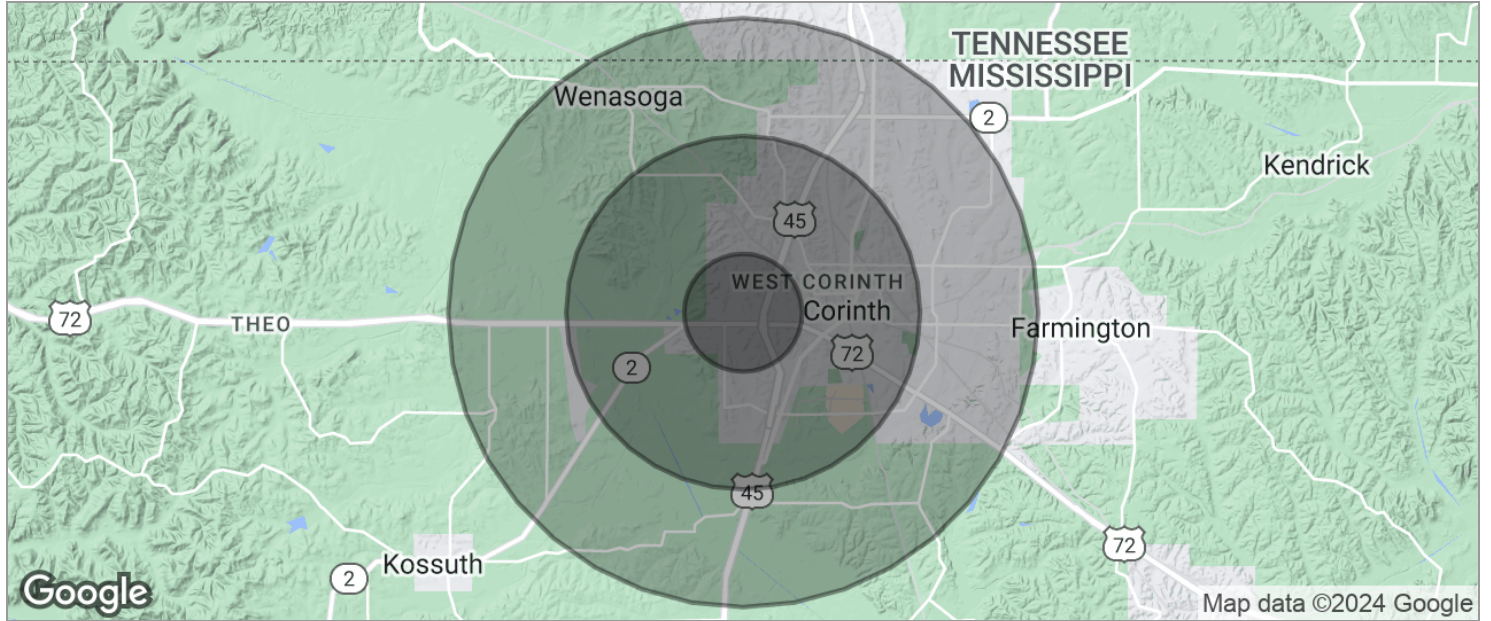 TENNESSEE
MISSISSIPPI
Wenasoga
2
Kendrick
45
WEST CORINTH
Corinth
72
THEO
Farmington
72
2
45
72
Kossuth
2
Google
Map data ©2024 Google